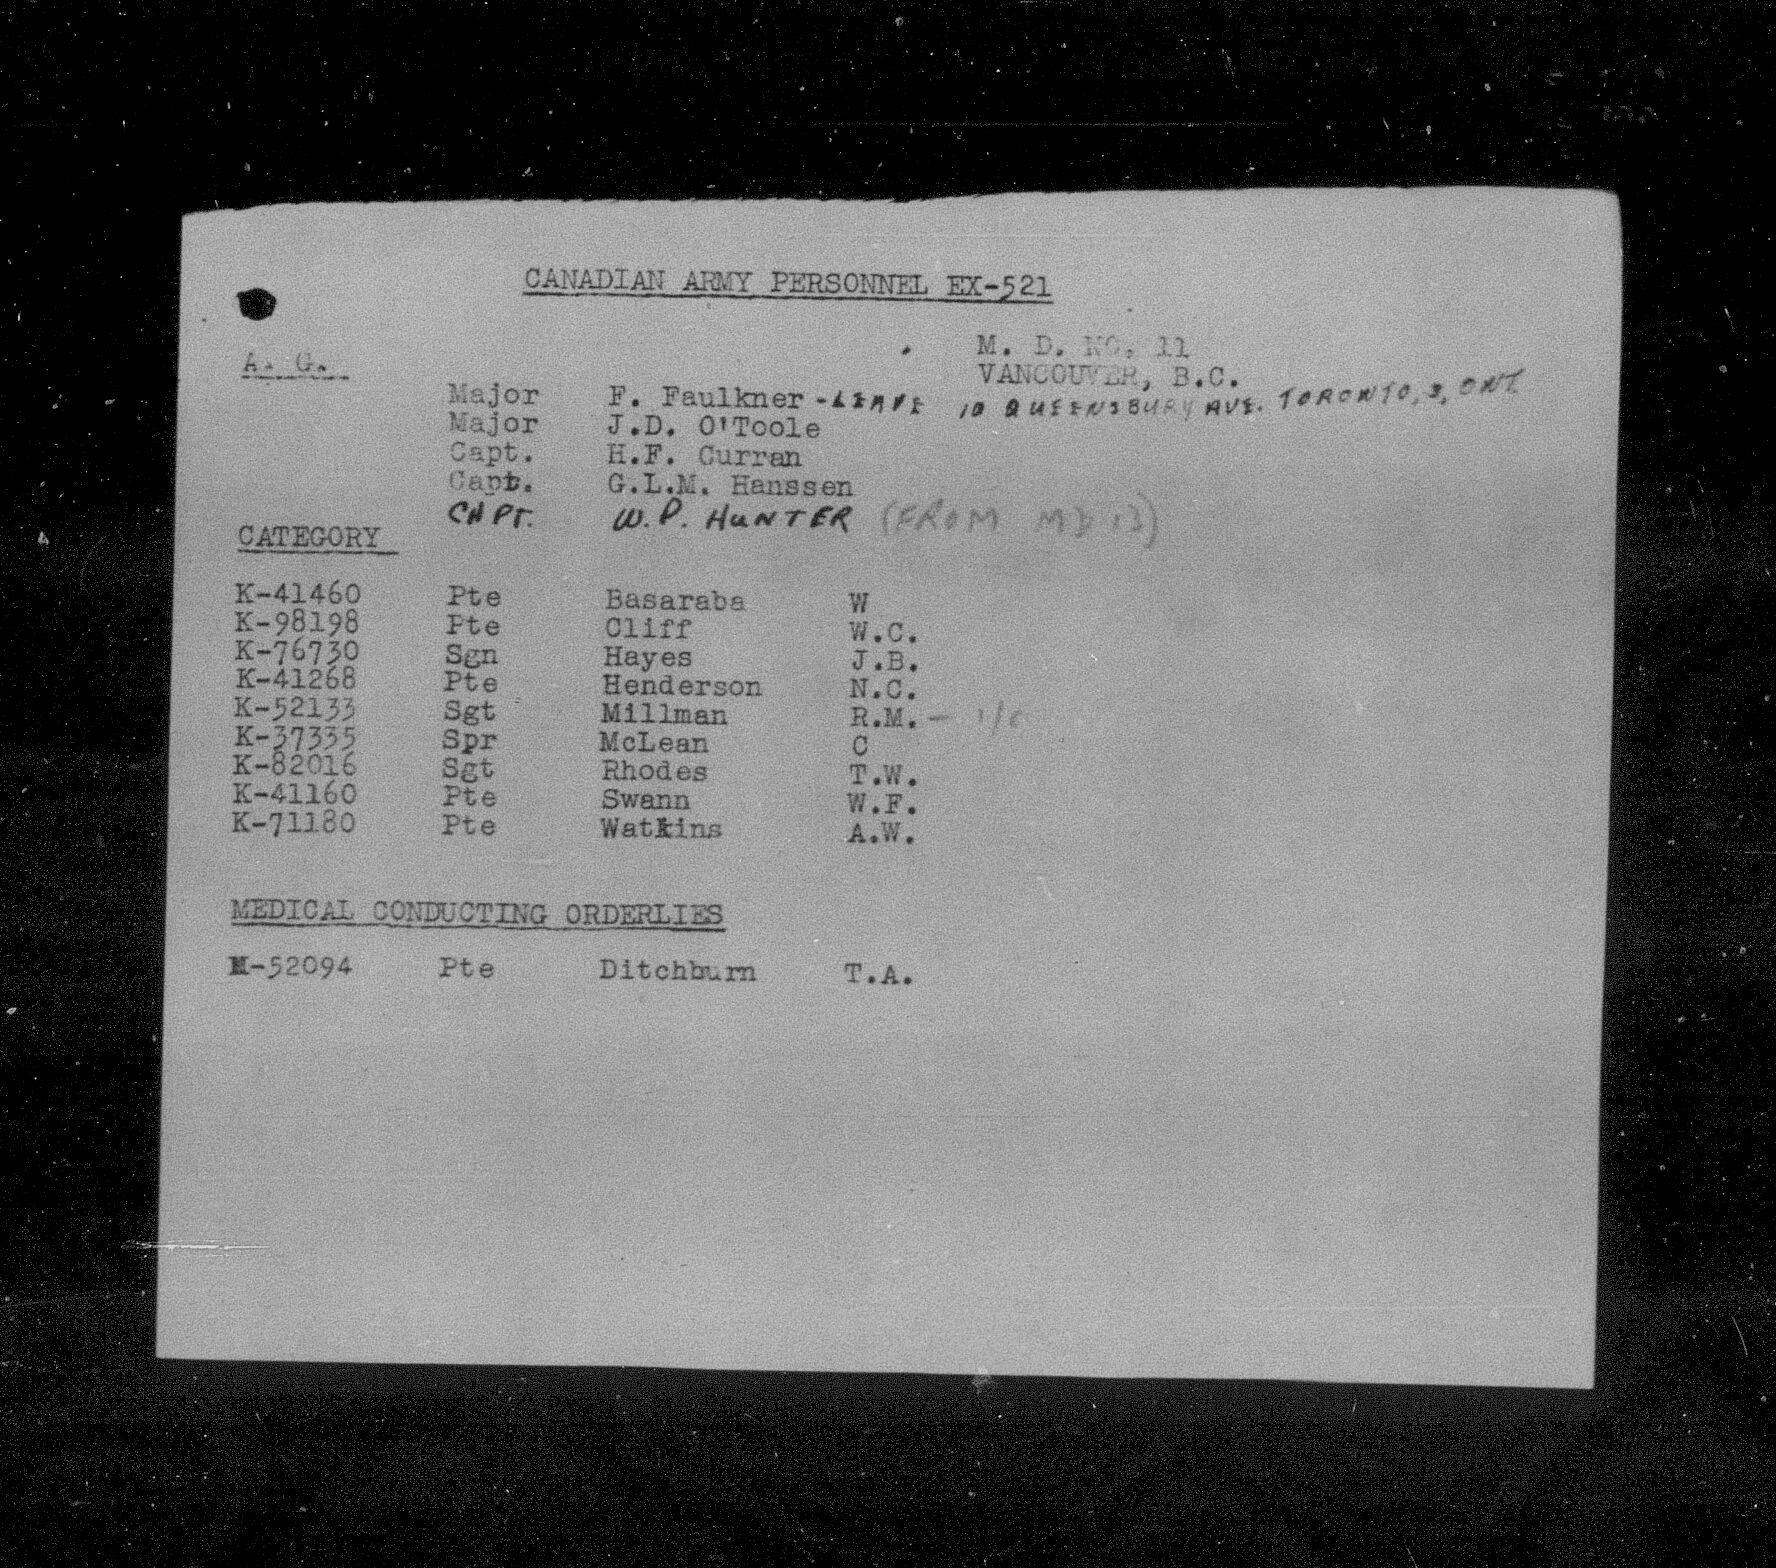 CANADIAN ARMY PERSONNEL EX-521
M. D. NO. 11
A. G.
VANCOUVER, B.C.
Major F. Faulkner - LEAVE 10 QUEENSBURY AVE. TORONTO, 3, ONT
Major J.D. O'Toole
Capt. H.F. Curran
Capt. G.L.M. Hanssen
CAPT. W.P. HUNTER (FROM MD 13)
CATEGORY
K-41460 Pte Basaraba W
K-98198 Pte Cliff W.C.
K-76730 Sgn Hayes J.B.
K-41268 Pte Henderson N.C.
K-52133 Sgt Millman R.M. -
K-37335 Spr McLean C
K-82016 Sgt Rhodes T.W.
K-41160 Pte Swann W.F.
K-71180 Pte Watkins A.W.
MEDICAL CONDUCTING ORDERLIES
-52094 Pte Ditchburn T.A.